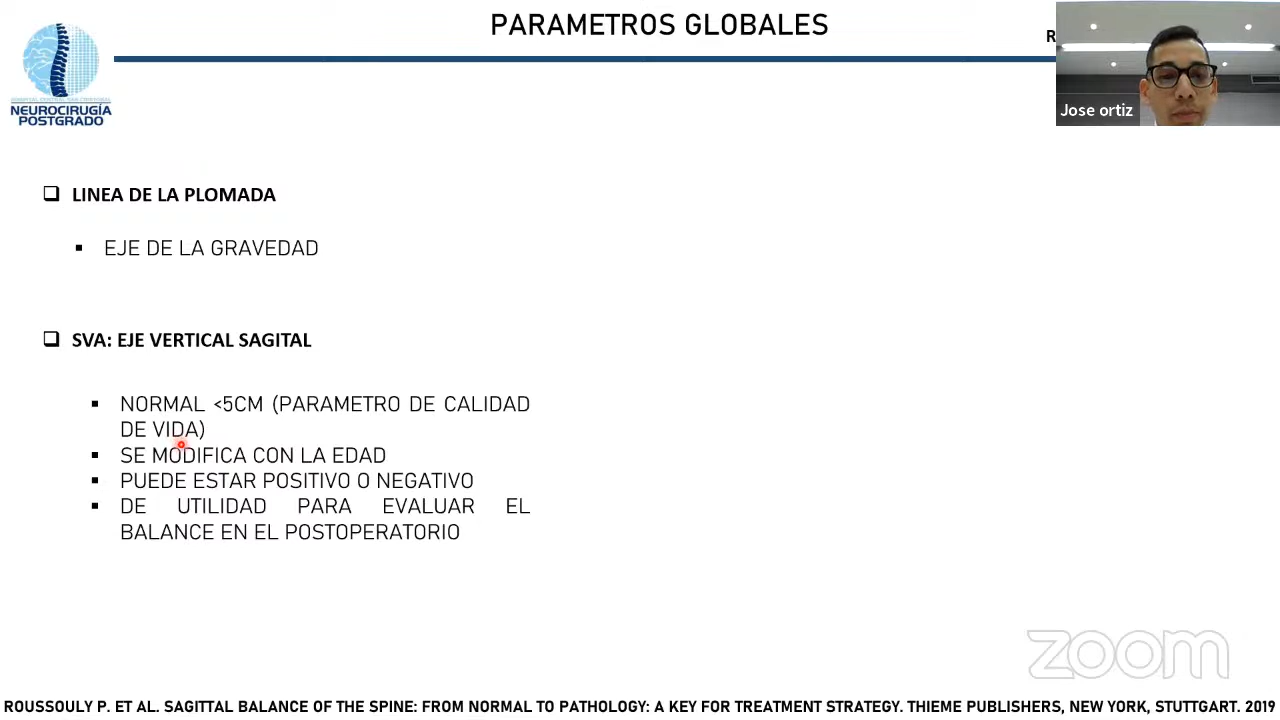 PARAMETROS GLOBALES
R
Jose ortiz
NEUROCIRUGÍA
POSTGRADO
❑ LINEA DE LA PLOMADA
▪ EJE DE LA GRAVEDAD
❑ SVA: EJE VERTICAL SAGITAL
▪ NORMAL <5CM (PARAMETRO DE CALIDAD
DE VIDA)
▪ SE MODIFICA CON LA EDAD
▪ PUEDE ESTAR POSITIVO O NEGATIVO
▪ DE UTILIDAD PARA EVALUAR EL
BALANCE EN EL POSTOPERATORIO
zoom
ROUSSOULY P. ET AL. SAGITTAL BALANCE OF THE SPINE: FROM NORMAL TO PATHOLOGY: A KEY FOR TREATMENT STRATEGY. THIEME PUBLISHERS, NEW YORK, STUTTGART. 2019